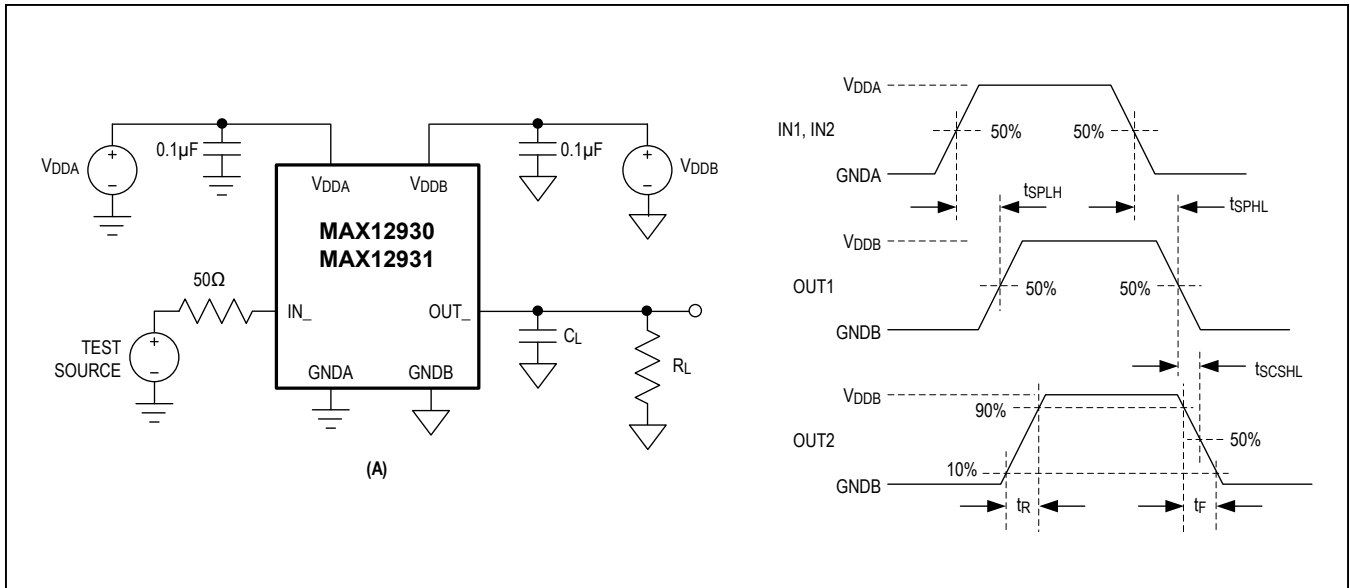 VDDA
0.1µF
0.1µF
VDDB
+
−
+
−
VDDA
VDDB
MAX12930
MAX12931
50Ω
IN_
OUT_
TEST
SOURCE
+
−
CL
RL
GNDA
GNDB
(A)
VDDA
IN1, IN2
50%
50%
GNDA
tSPLH
tSPHL
VDDB
OUT1
50%
50%
GNDB
tSCSHL
VDDB
90%
OUT2
50%
10%
GNDB
tR
tF